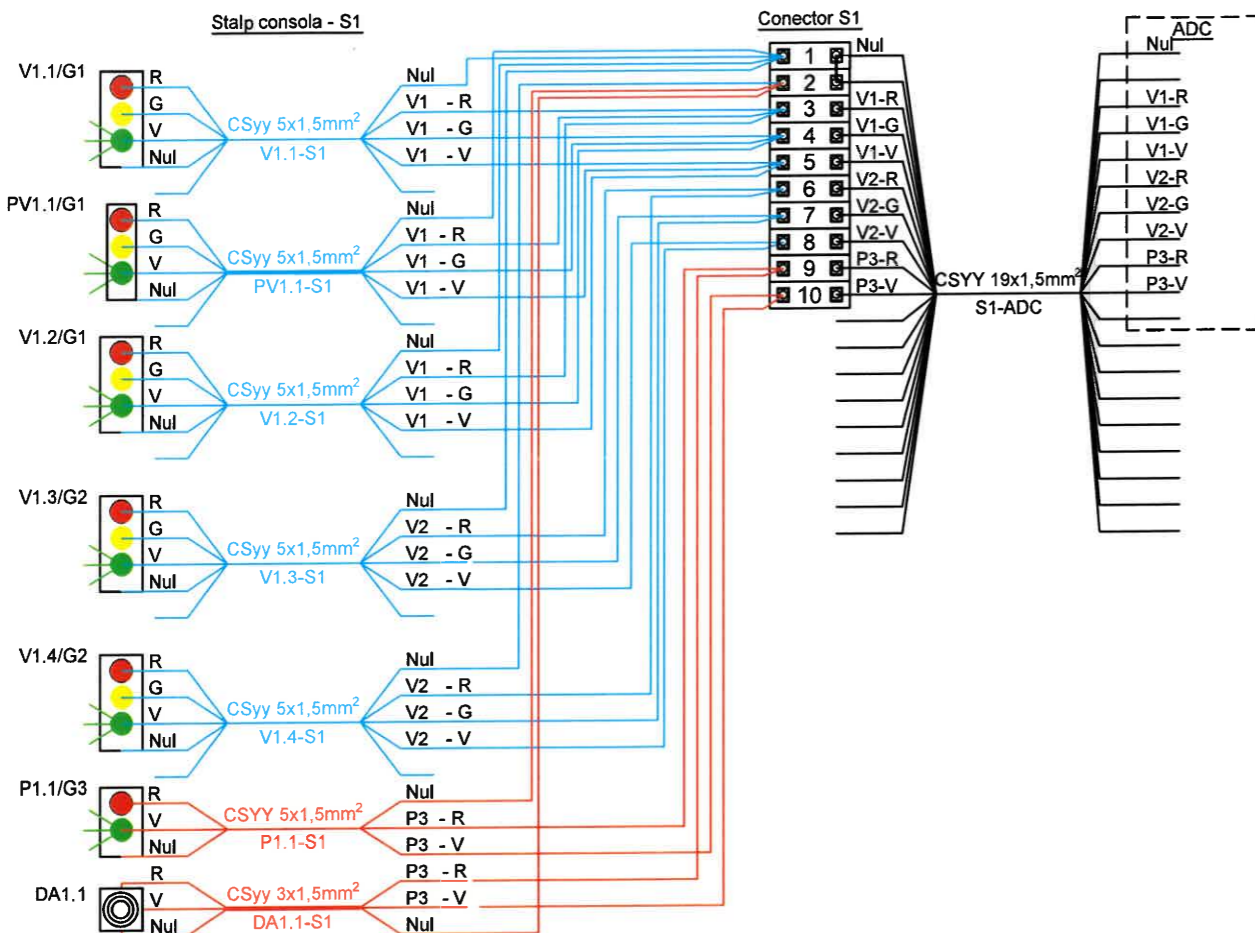 Stalp consola - S1
Conector S1
ADC
V1.1/G1
R
G
V
Nul
CSyy 5x1,5mm²
V1.1-S1
Nul
V1 - R
V1 - G
V1 - V
PV1.1/G1
R
G
V
Nul
CSyy 5x1,5mm²
PV1.1-S1
Nul
V1 - R
V1 - G
V1 - V
V1.2/G1
R
G
V
Nul
CSyy 5x1,5mm²
V1.2-S1
Nul
V1 - R
V1 - G
V1 - V
V1.3/G2
R
G
V
Nul
CSyy 5x1,5mm²
V1.3-S1
Nul
V2 - R
V2 - G
V2 - V
V1.4/G2
R
G
V
Nul
CSyy 5x1,5mm²
V1.4-S1
Nul
V2 - R
V2 - G
V2 - V
P1.1/G3
R
V
Nul
CSYY 5x1,5mm²
P1.1-S1
Nul
P3 - R
P3 - V
DA1.1
R
V
Nul
CSyy 3x1,5mm²
DA1.1-S1
P3 - R
P3 - V
Nul
1
2
3
4
5
6
7
8
9
10
Nul
V1-R
V1-G
V1-V
V2-R
V2-G
V2-V
P3-R
P3-V
CSYY 19x1,5mm²
S1-ADC
Nul
V1-R
V1-G
V1-V
V2-R
V2-G
V2-V
P3-R
P3-V